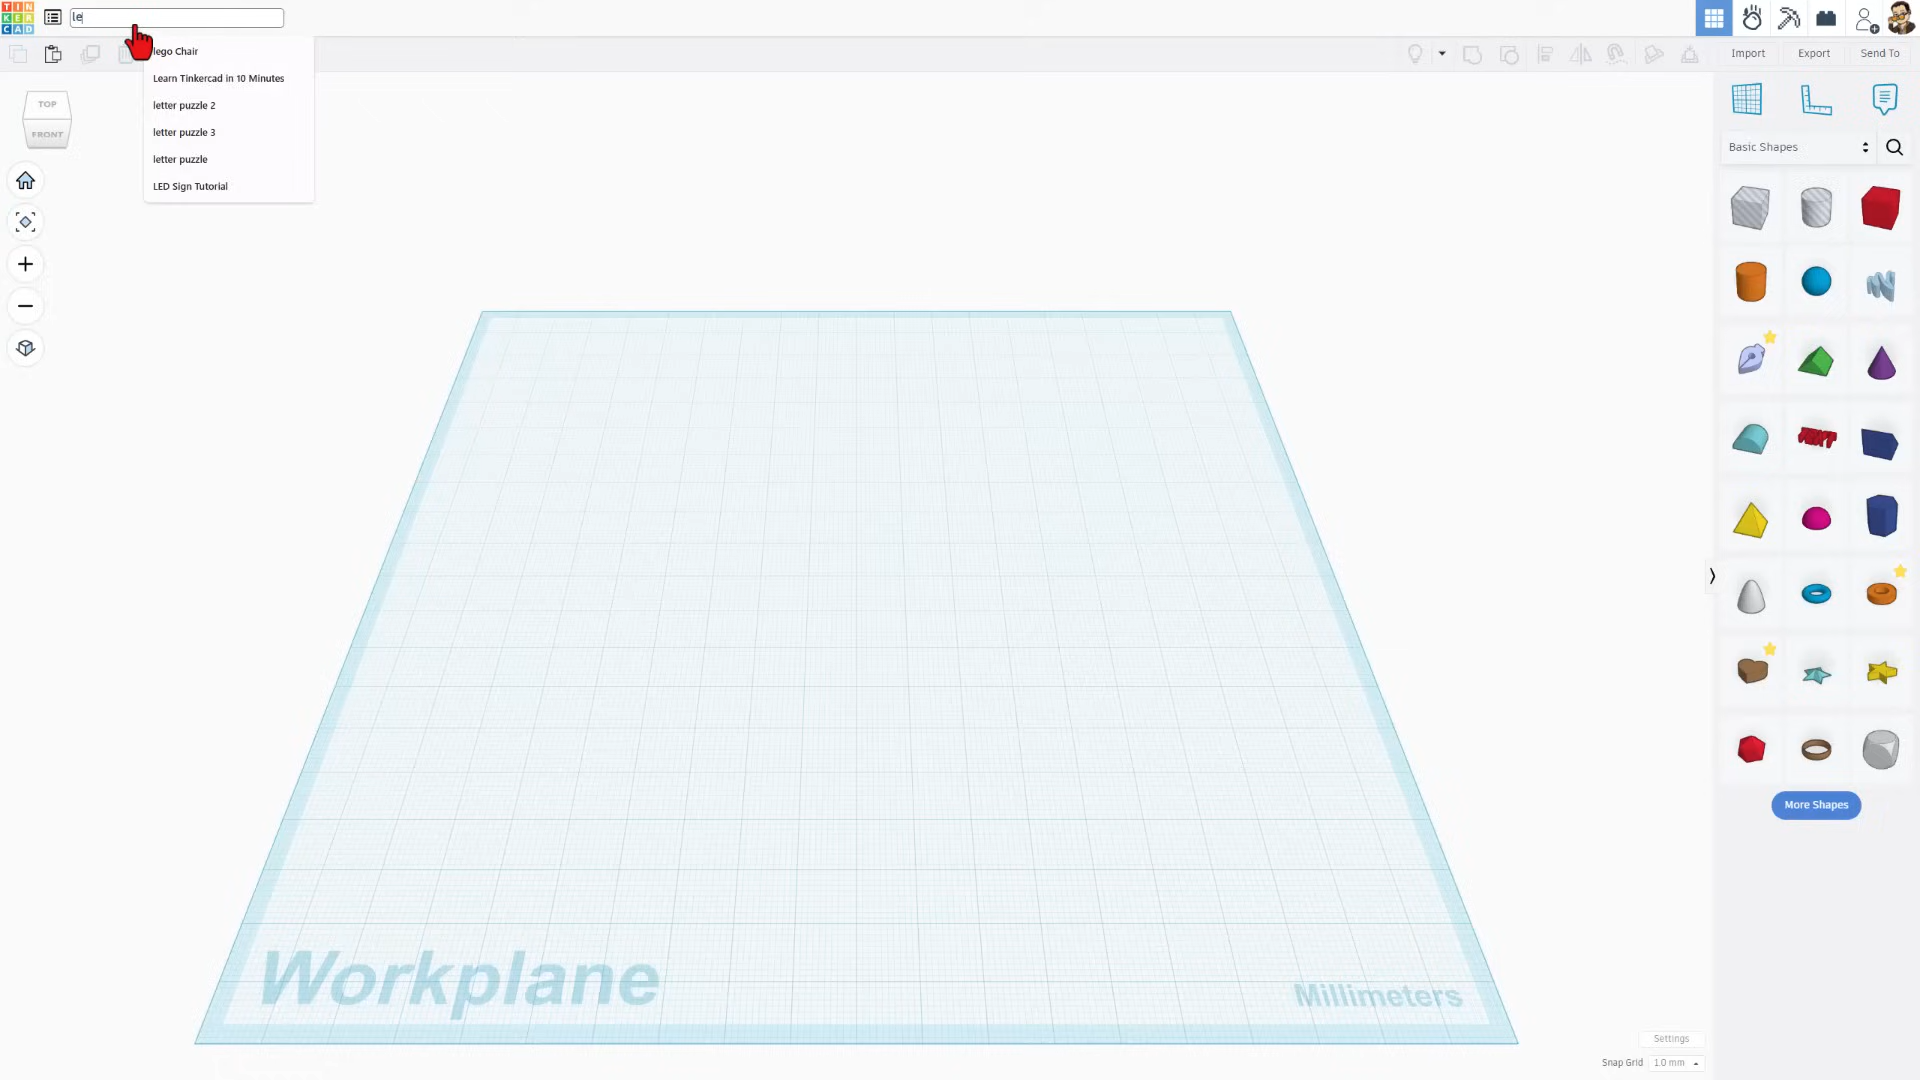 TIN
KER
CAD
le
lego Chair
Learn Tinkercad in 10 Minutes
letter puzzle 2
letter puzzle 3
letter puzzle
LED Sign Tutorial
Import
Export
Send To
TOP
FRONT
Basic Shapes
More Shapes
Workplane
Millimeters
Settings
Snap Grid
1.0 mm